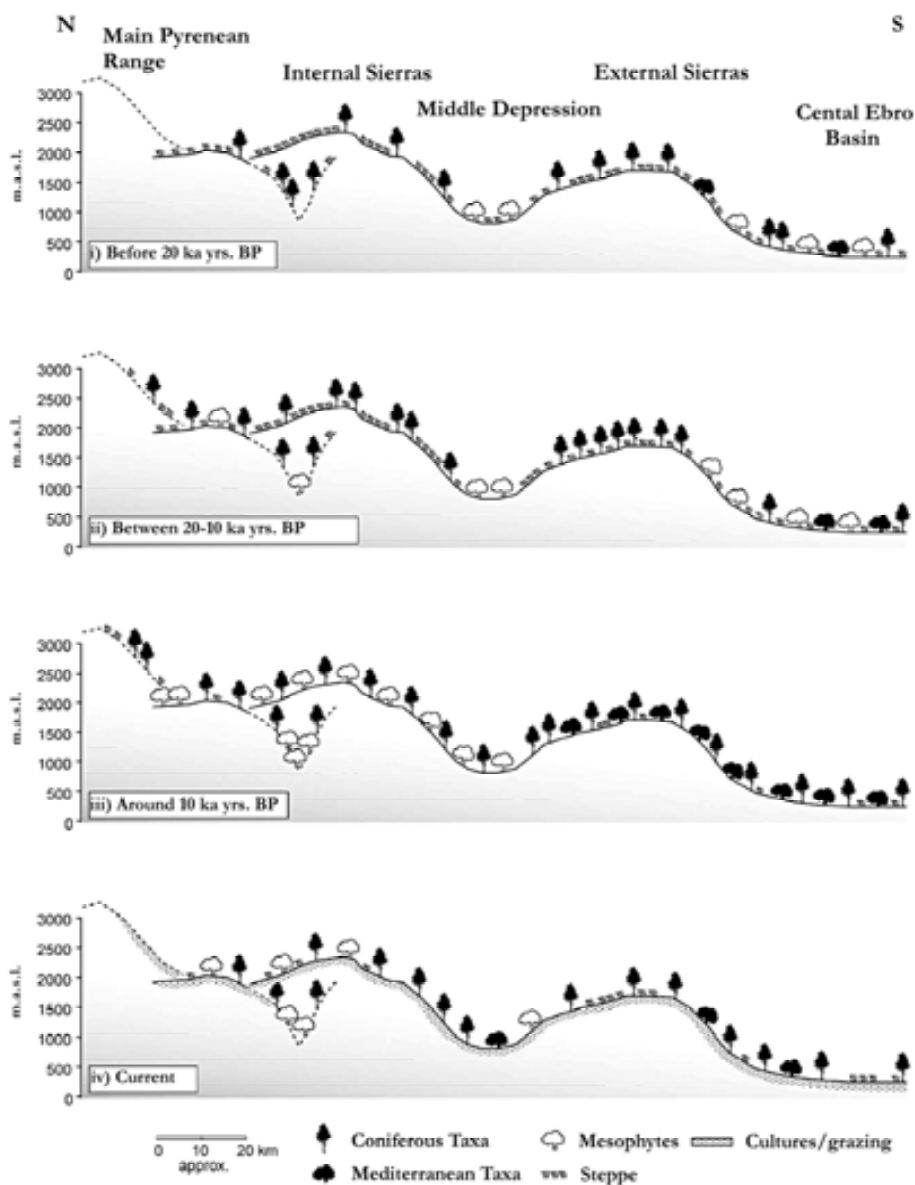 N
S
Main Pyrenean
Range
Internal Sierras
External Sierras
Middle Depression
Cental Ebro
Basin
m.a.s.l.
3000
2500
2000
1500
1000
500
0
i) Before 20 ka yrs. BP
m.a.s.l.
3000
2500
2000
1500
1000
500
0
ii) Between 20-10 ka yrs. BP
m.a.s.l.
3000
2500
2000
1500
1000
500
0
iii) Around 10 ka yrs. BP
m.a.s.l.
3000
2500
2000
1500
1000
500
0
iv) Current
0 10 20 km
approx.
Coniferous Taxa
Mesophytes
Cultures/grazing
Mediterranean Taxa
Steppe